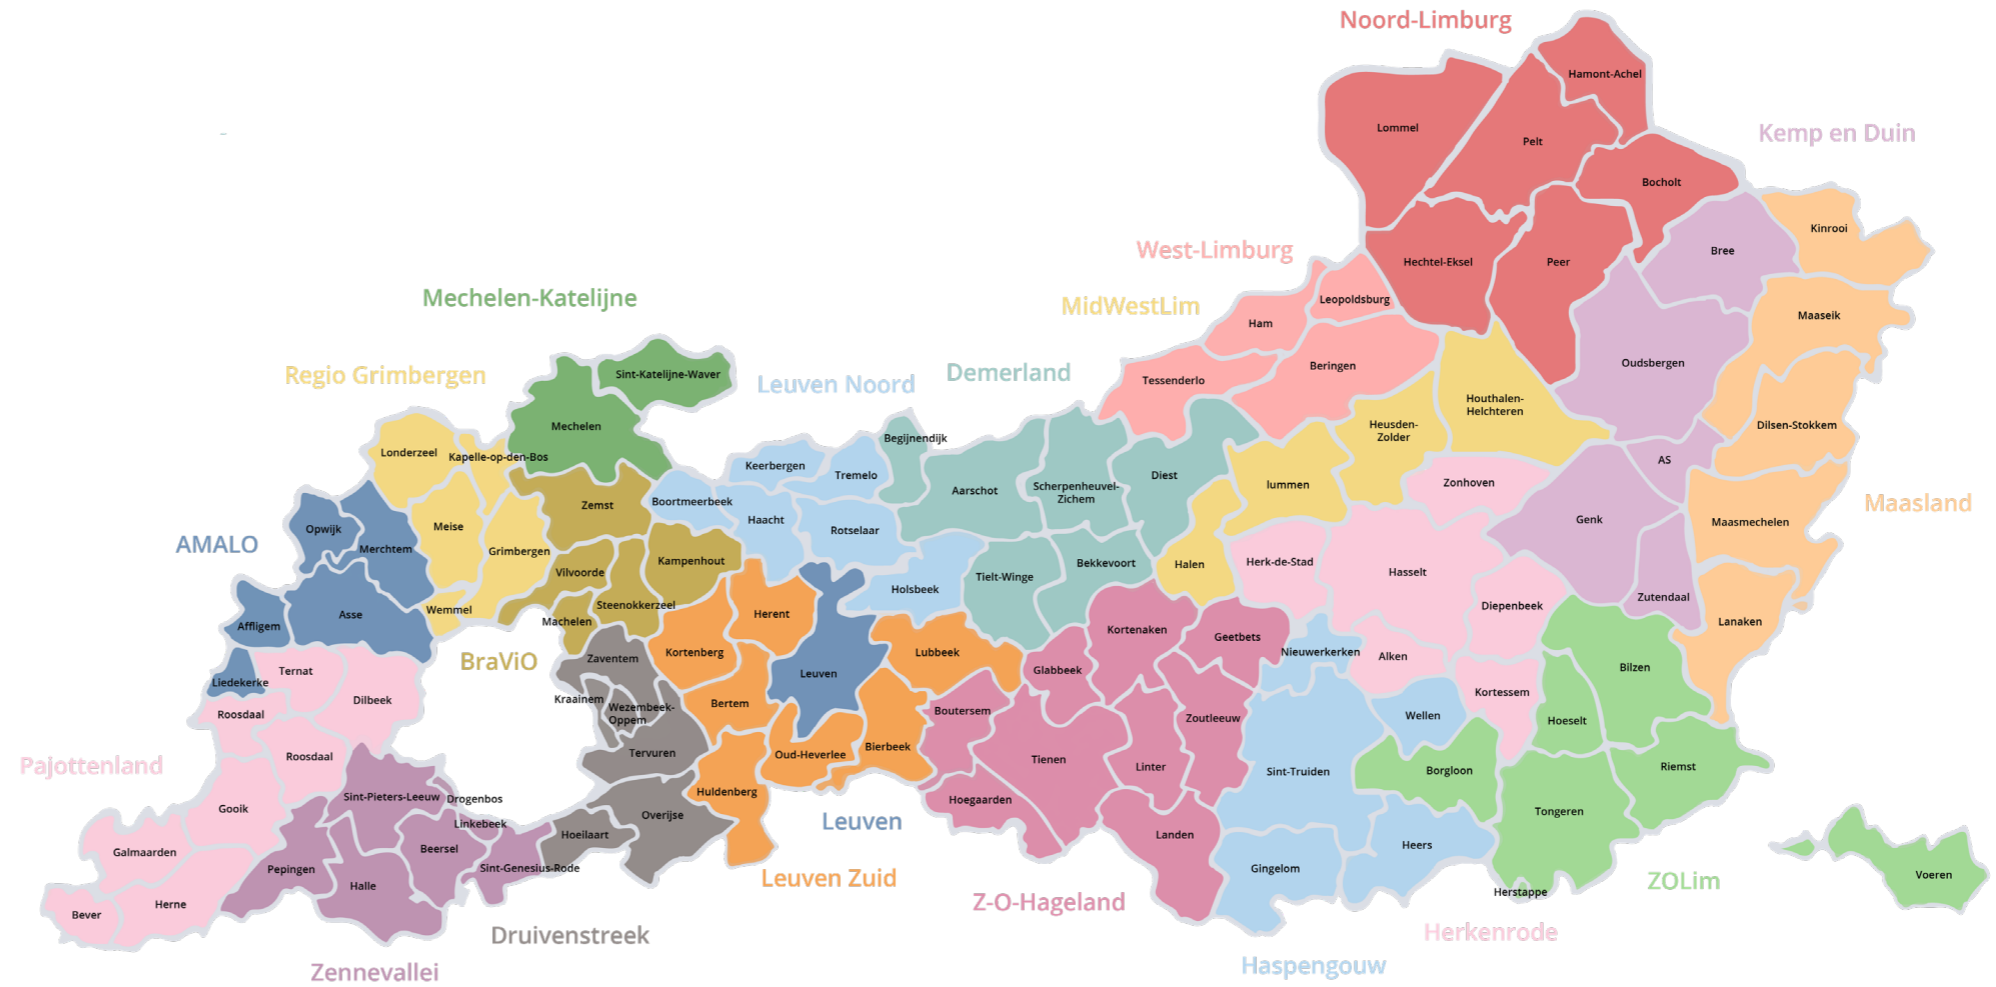 Noord-Limburg
Hamont-Achel
Lommel
Pelt
Kemp en Duin
Bocholt
Kinrooi
West-Limburg
Bree
Hechtel-Eksel
Peer
Mechelen-Katelijne
Leopoldsburg
MidWestLim
Maaseik
Ham
Oudsbergen
Beringen
Regio Grimbergen
Sint-Katelijne-Waver
Leuven Noord
Demerland
Tessenderlo
Houthalen-
Helchteren
Mechelen
Heusden-
Zolder
Dilsen-Stokkem
Begijnendijk
Londerzeel
Kapelle-op-den-Bos
AS
Keerbergen
Tremelo
Diest
Zonhoven
lummen
Aarschot
Scherpenheuvel-
Zichem
Boortmeerbeek
Zemst
Maasland
Haacht
Genk
Maasmechelen
Meise
Opwijk
Rotselaar
AMALO
Merchtem
Grimbergen
Kampenhout
Bekkevoort
Halen
Herk-de-Stad
Hasselt
Vilvoorde
Tielt-Winge
Holsbeek
Zutendaal
Steenokkerzeel
Diepenbeek
Wemmel
Asse
Herent
Machelen
Lanaken
Affligem
Kortenaken
Geetbets
BraViO
Zaventem
Kortenberg
Lubbeek
Nieuwerkerken
Alken
Bilzen
Ternat
Glabbeek
Leuven
Liedekerke
Kortessem
Dilbeek
Kraainem
Wezembeek-
Oppem
Bertem
Boutersem
Roosdaal
Zoutleeuw
Wellen
Hoeselt
Bierbeek
Tervuren
Oud-Heverlee
Roosdaal
Pajottenland
Tienen
Linter
Sint-Truiden
Borgloon
Riemst
Huldenberg
Sint-Pieters-Leeuw
Drogenbos
Hoegaarden
Gooik
Overijse
Tongeren
Linkebeek
Leuven
Hoeilaart
Landen
Galmaarden
Beersel
Heers
Pepingen
Sint-Genesius-Rode
Gingelom
Voeren
Leuven Zuid
ZOLim
Halle
Herstappe
Herne
Z-O-Hageland
Bever
Druivenstreek
Herkenrode
Zennevallei
Haspengouw